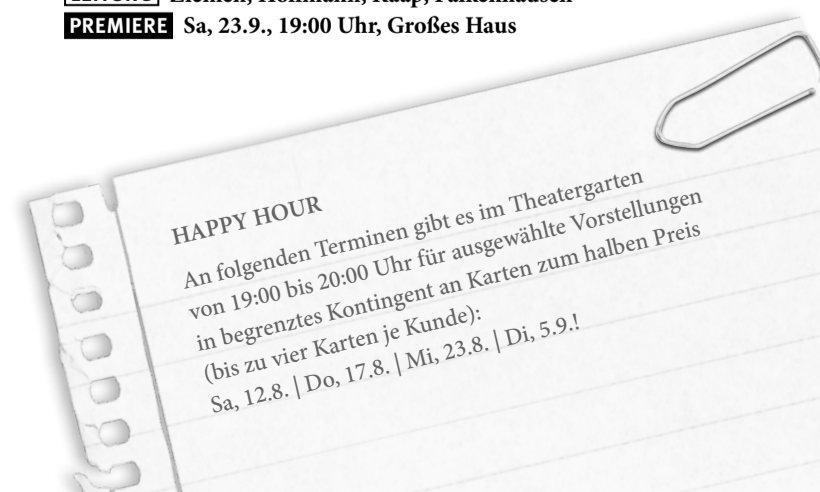 PREMIERE Sa, 23.9., 19:00 Uhr, Großes Haus
HAPPY HOUR
An folgenden Terminen gibt es im Theatergarten
von 19:00 bis 20:00 Uhr für ausgewählte Vorstellungen
in begrenztes Kontingent an Karten zum halben Preis
(bis zu vier Karten je Kunde):
Sa, 12.8. | Do, 17.8. | Mi, 23.8. | Di, 5.9.!